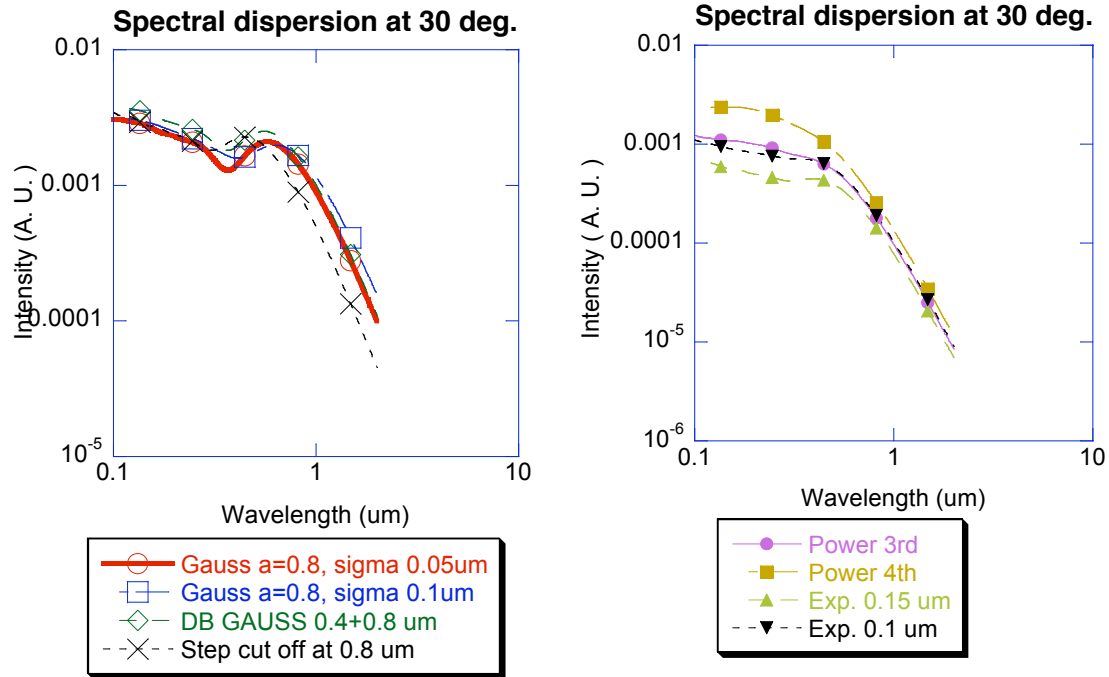 Spectral dispersion at 30 deg.
0.01
0.001
0.0001
10-5
0.1
1
10
Intensity (A. U.)
Wavelength (um)
Gauss a=0.8, sigma 0.05um
Gauss a=0.8, sigma 0.1um
DB GAUSS 0.4+0.8 um
Step cut off at 0.8 um
Spectral dispersion at 30 deg.
0.01
0.001
0.0001
10-5
10-6
0.1
1
10
Intensity ( A. U.)
Wavelength (um)
Power 3rd
Power 4th
Exp. 0.15 um
Exp. 0.1 um